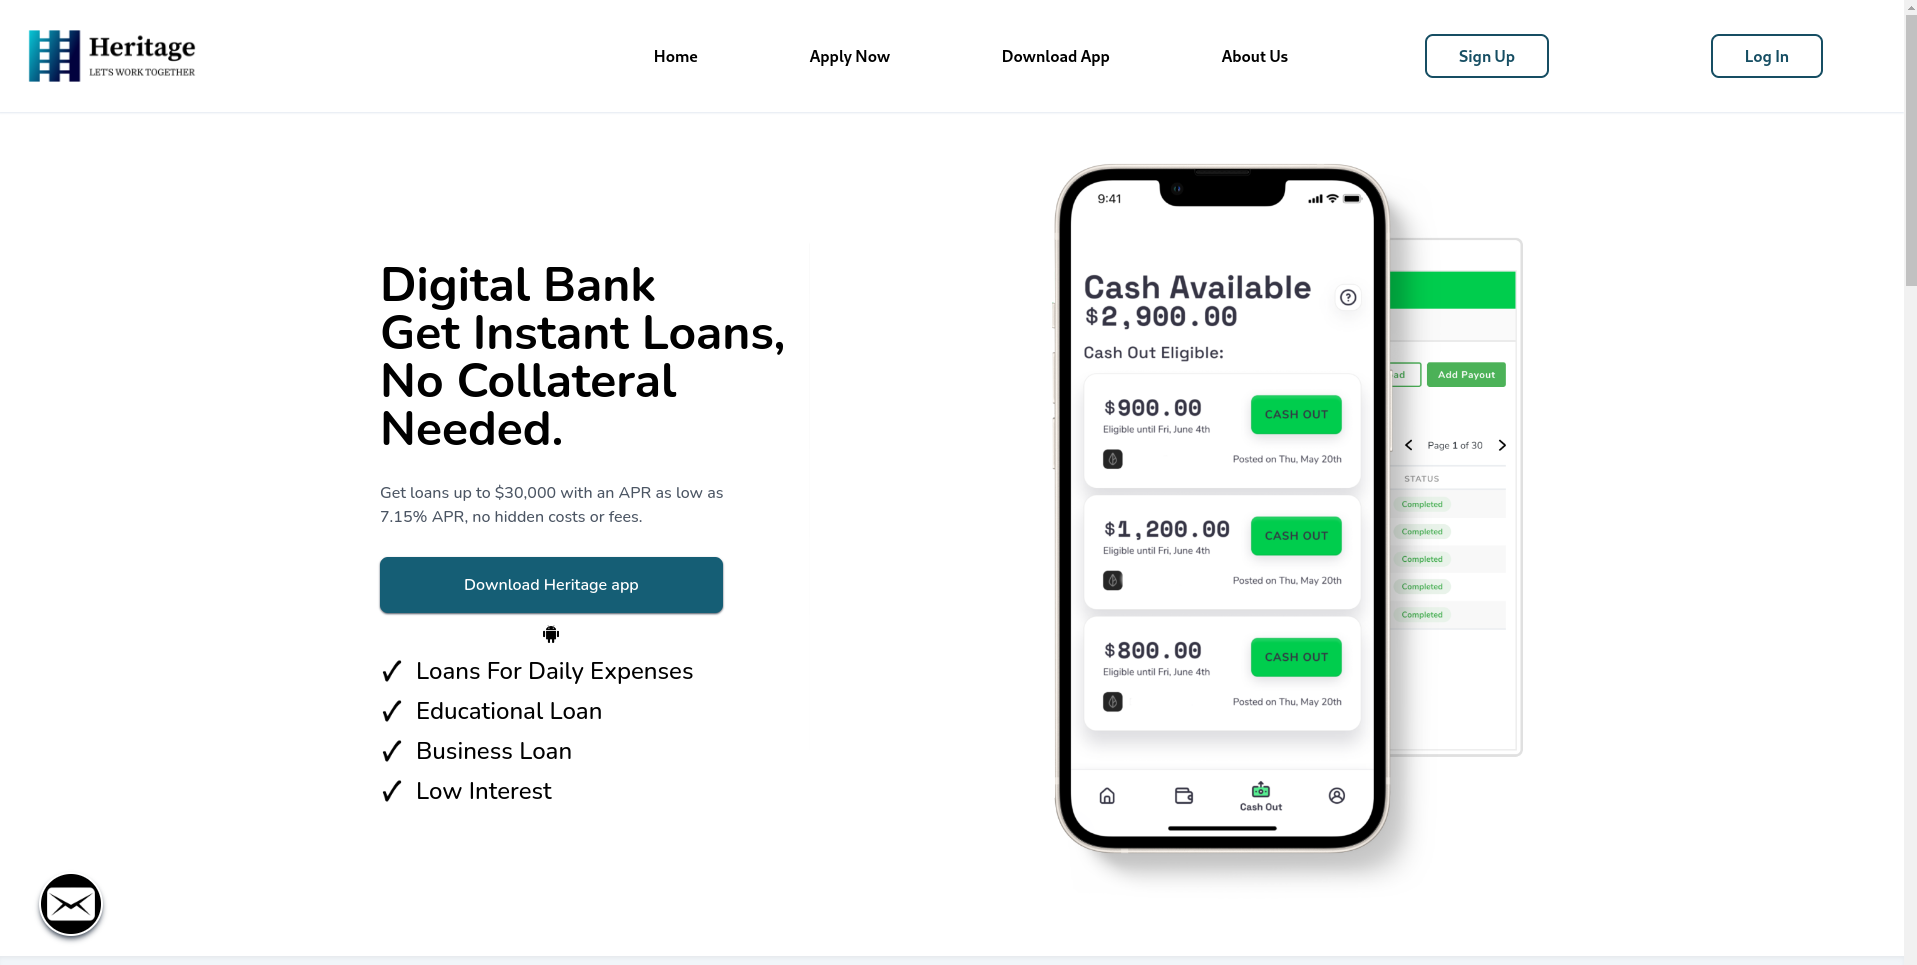 Heritage
LET'S WORK TOGETHER
Home
Apply Now
Download App
About Us
Sign Up
Log In
Digital Bank
Get Instant Loans,
No Collateral
Needed.
Get loans up to $30,000 with an APR as low as
7.15% APR, no hidden costs or fees.
Download Heritage app
✓ Loans For Daily Expenses
✓ Educational Loan
✓ Business Loan
✓ Low Interest
9:41
Cash Available
$2,900.00
?
Cash Out Eligible:
$900.00
CASH OUT
Eligible until Fri, June 4th
Posted on Thu, May 20th
$1,200.00
CASH OUT
Eligible until Fri, June 4th
Posted on Thu, May 20th
$800.00
CASH OUT
Eligible until Fri, June 4th
Posted on Thu, May 20th
Cash Out
Add Payout
Page 1 of 30
STATUS
Completed
Completed
Completed
Completed
Completed